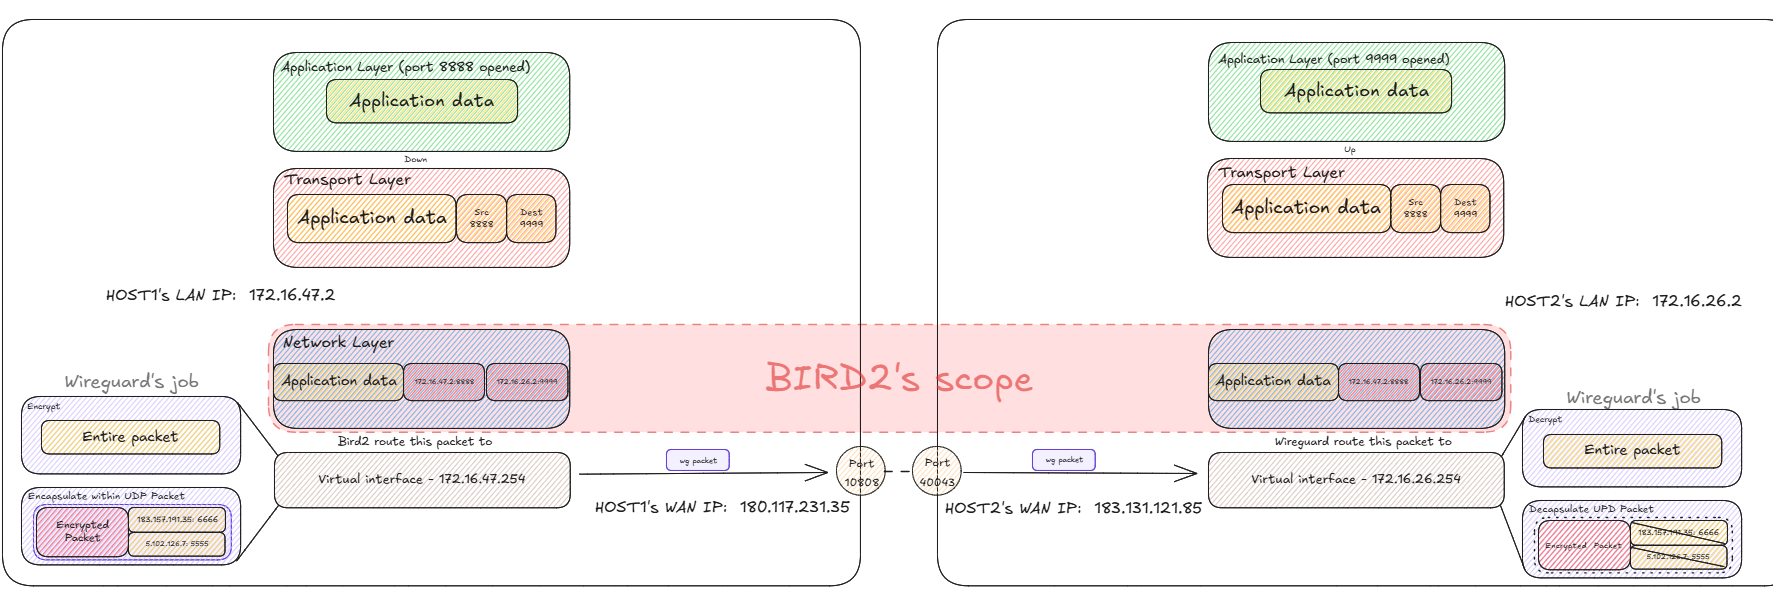 Application Layer (port 8888 opened)
Application data
Down
Transport Layer
Application data
Src
8888
Dest
9999
HOST1's LAN IP: 172.16.47.2
Network Layer
Application data
172.16.47.2:8888
172.16.26.2:9999
Bird2 route this packet to
Virtual interface - 172.16.47.254
Wireguard's job
Encrypt
Entire packet
Encapsulate within UDP Packet
Encrypted
Packet
183.157.191.35: 6666
5.102.126.7: 5555
wg packet
HOST1's WAN IP: 180.117.231.35
Port
10808
BIRD2's scope
Application Layer (port 9999 opened)
Application data
Up
Transport Layer
Application data
Src
8888
Dest
9999
HOST2's LAN IP: 172.16.26.2
Application data
172.16.47.2:8888
172.16.26.2:9999
Wireguard route this packet to
Port
40043
wg packet
HOST2's WAN IP: 183.131.121.85
Virtual interface - 172.16.26.254
Wireguard's job
Decrypt
Entire packet
Decapsulate UPD Packet
Encrypted Packet
183.157.191.35: 6666
5.102.126.7: 5555